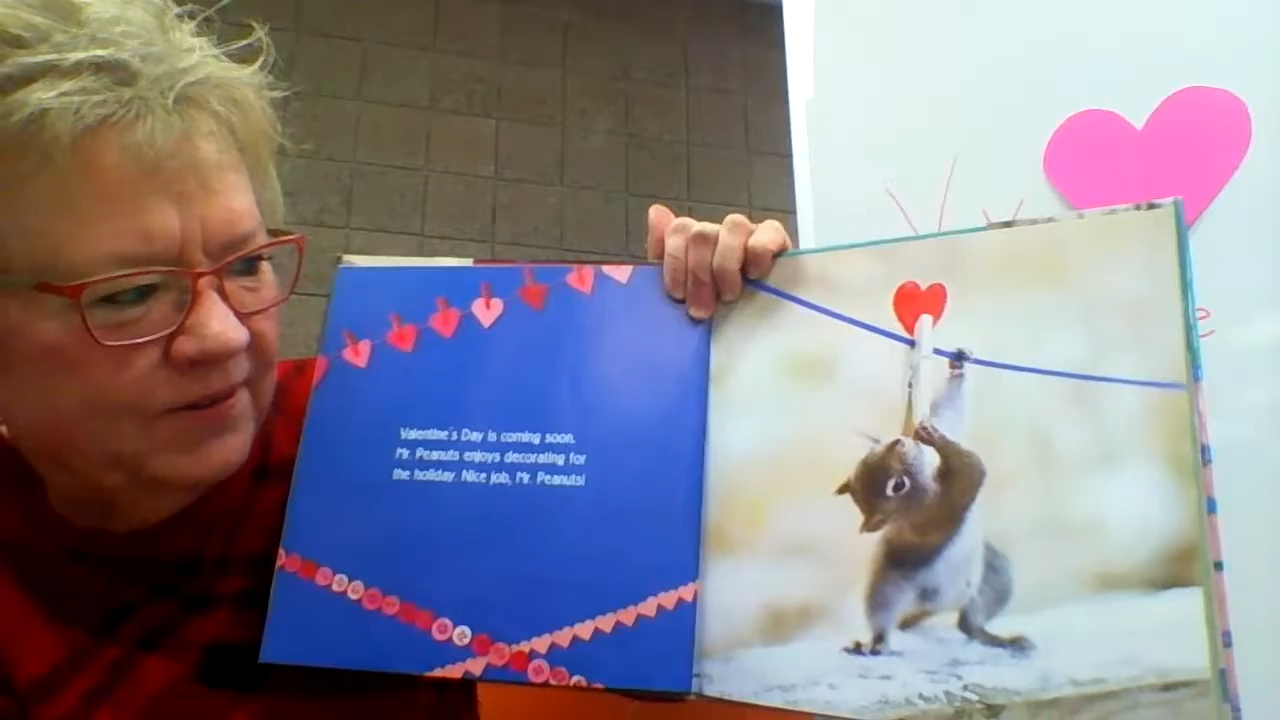 Valentine's Day is coming soon.
Mr. Peanuts enjoys decorating for
the holiday. Nice job, Mr. Peanuts!
e